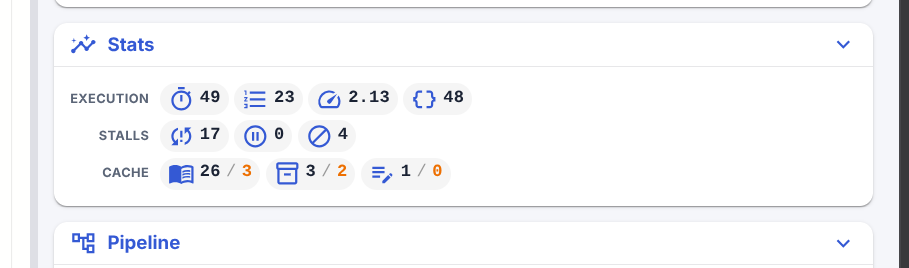 Stats
EXECUTION 49 23 2.13 48
STALLS 17 0 4
CACHE 26 / 3 3 / 2 1 / 0
Pipeline